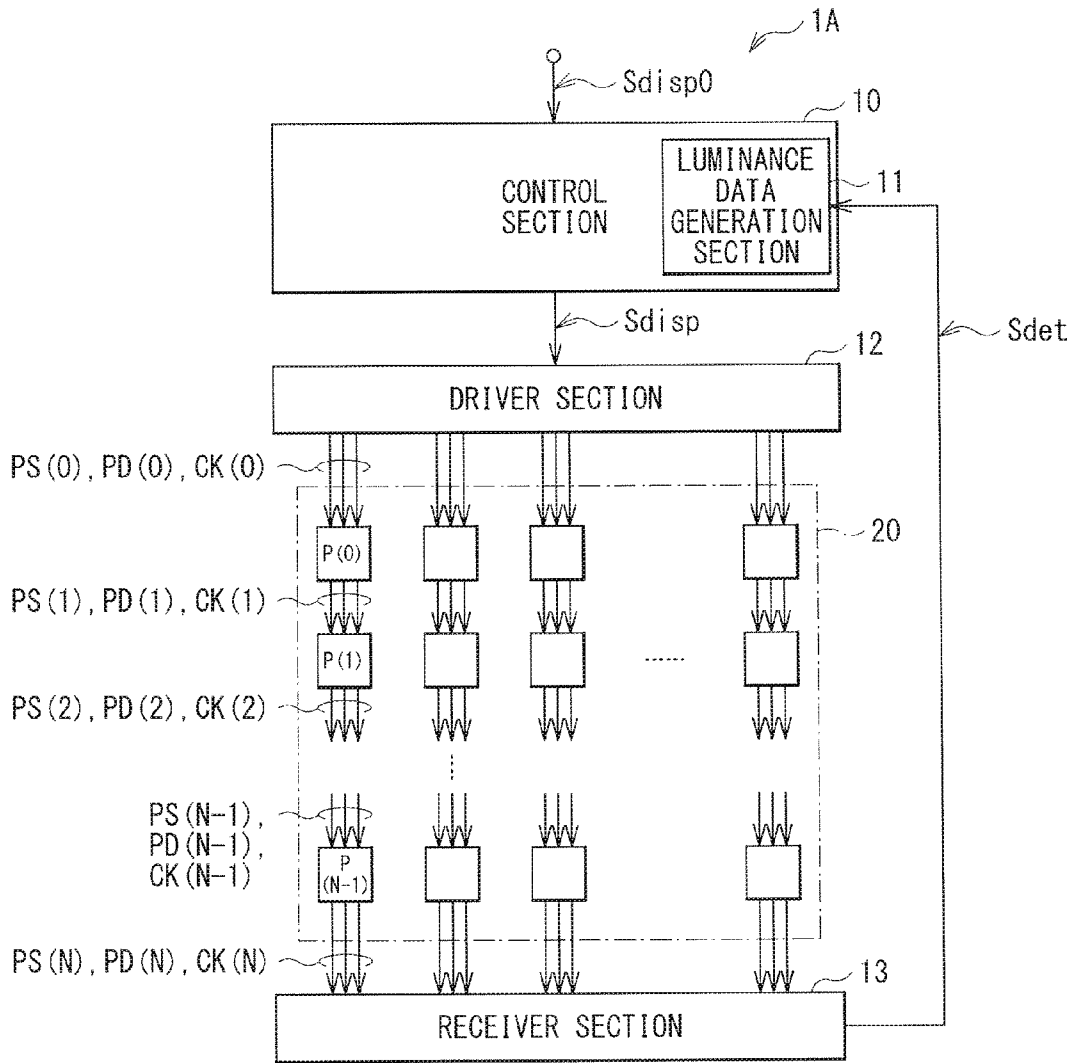 1A
Sdisp0
10
CONTROL
SECTION
LUMINANCE
DATA
GENERATION
SECTION
11
Sdisp
Sdet
12
DRIVER SECTION
PS(0), PD(0), CK(0)
20
P(0)
PS(1), PD(1), CK(1)
P(1)
......
PS(2), PD(2), CK(2)
......
PS(N-1),
PD(N-1),
CK(N-1)
P
(N-1)
PS(N), PD(N), CK(N)
13
RECEIVER SECTION